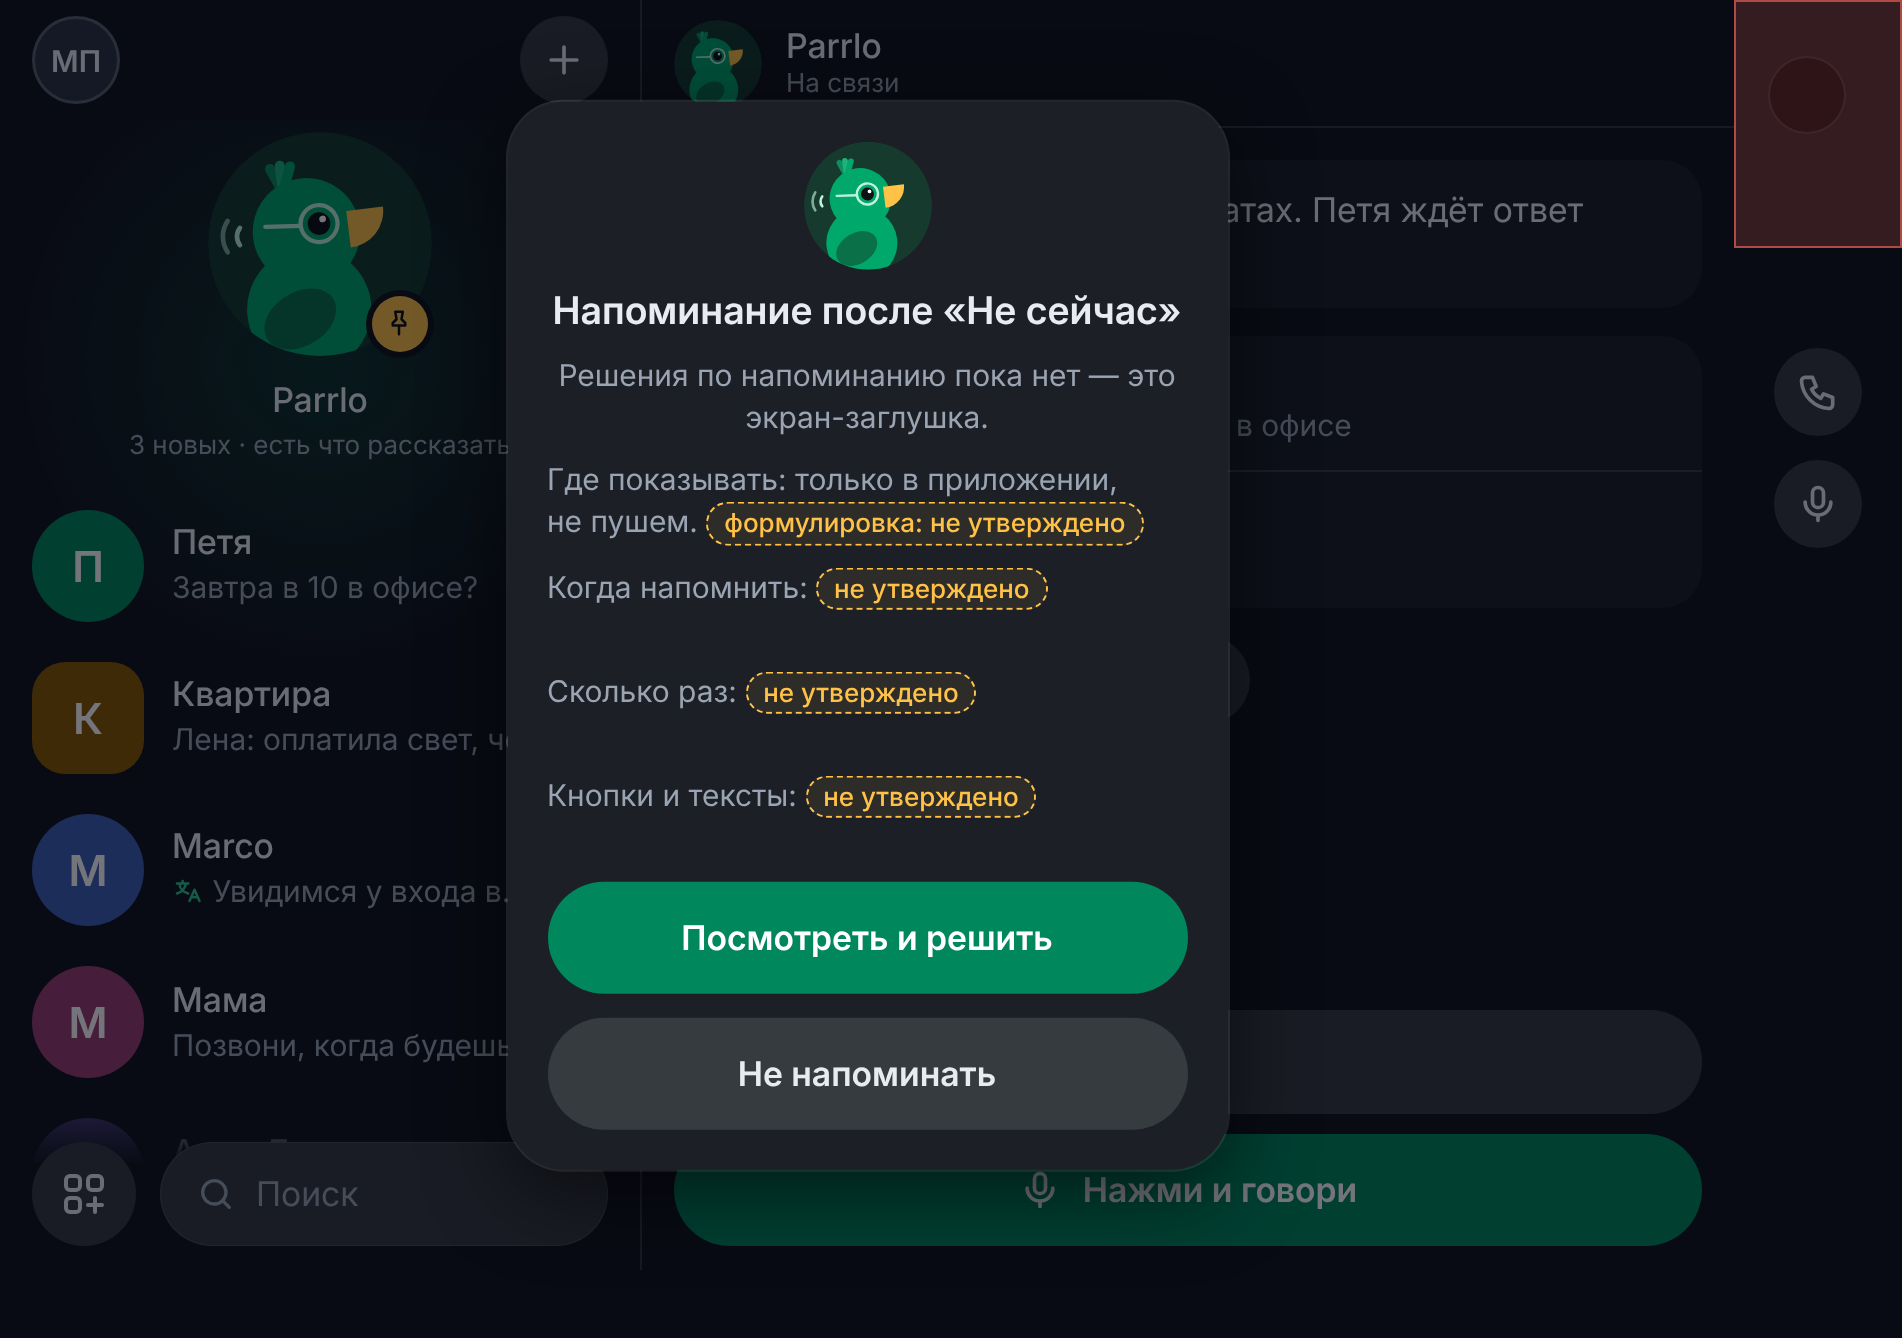 МП
Parrlo
На связи
Parrlo
3 новых · есть что рассказать
П
Петя
Завтра в 10 в офисе?
К
Квартира
Лена: оплатила свет,
M
Marco
Увидимся у входа в.
М
Мама
Позвони, когда будешь
Поиск
Напоминание после «Не сейчас»
Решения по напоминанию пока нет — это
экран-заглушка.
Где показывать: только в приложении,
не пушем. формулировка: не утверждено
Когда напомнить: не утверждено
Сколько раз: не утверждено
Кнопки и тексты: не утверждено
Посмотреть и решить
Не напоминать
атах. Петя ждёт ответ
в офисе
Нажми и говори